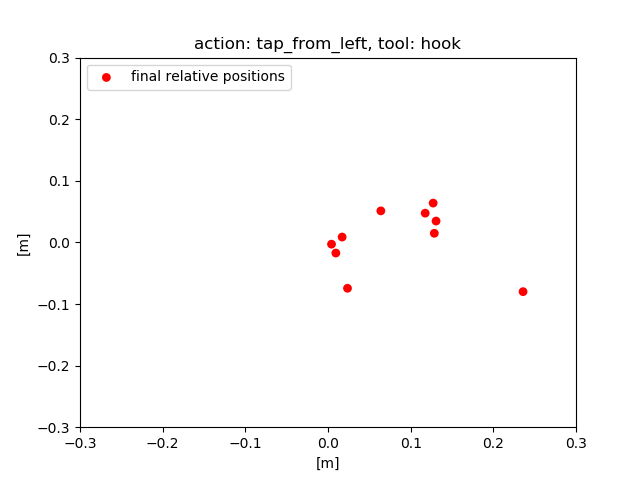 action: tap_from_left, tool: hook
final relative positions
0.3
0.2
0.1
0.0
−0.1
−0.2
−0.3
[m]
−0.3 −0.2 −0.1 0.0 0.1 0.2 0.3
[m]